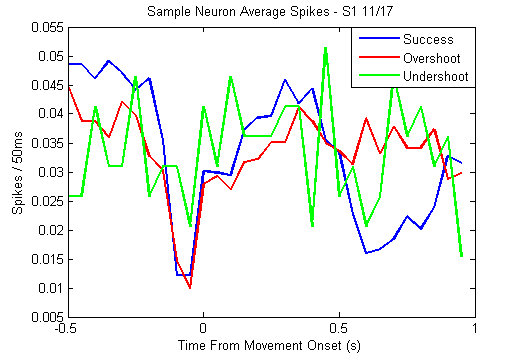 Sample Neuron Average Spikes - S1 11/17
Success
Overshoot
Undershoot
Spikes / 50ms
0.055
0.05
0.045
0.04
0.035
0.03
0.025
0.02
0.015
0.01
0.005
-0.5
0
0.5
1
Time From Movement Onset (s)